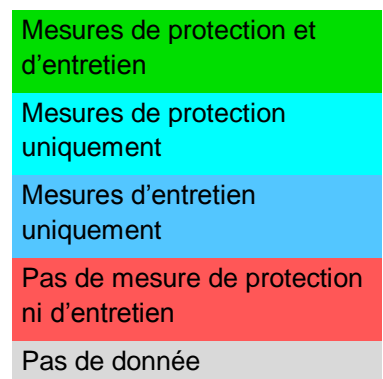 Mesures de protection et
d’entretien
Mesures de protection
uniquement
Mesures d’entretien
uniquement
Pas de mesure de protection
ni d’entretien
Pas de donnée